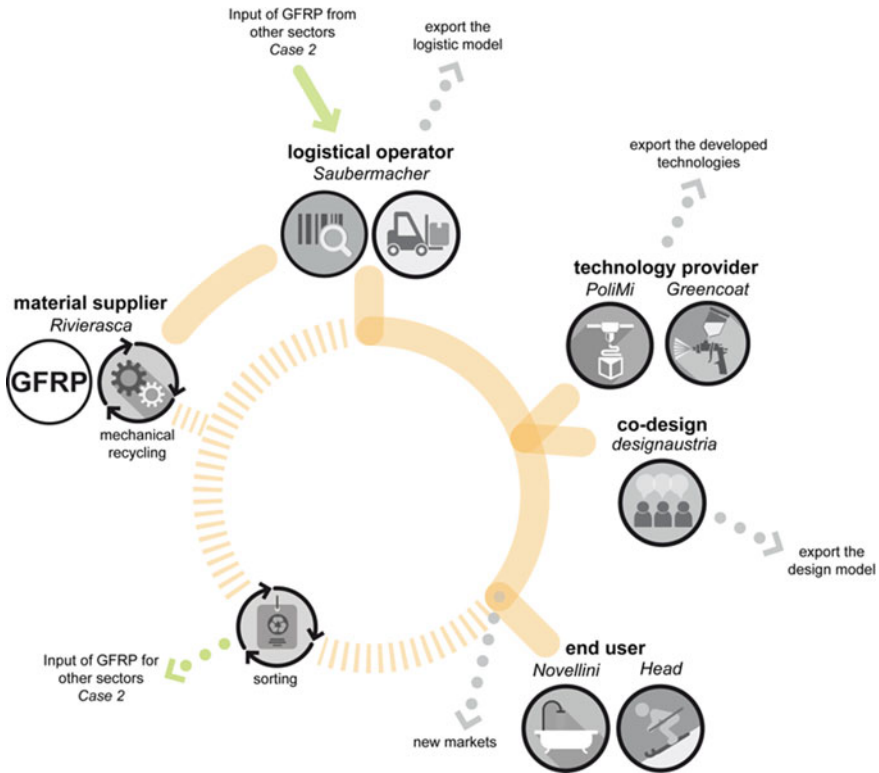 Input of GFRP from
other sectors
Case 2
export the
logistic model
logistical operator
Saubermacher
export the developed
technologies
technology provider
PoliMi
Greencoat
material supplier
Rivierasca
GFRP
mechanical
recycling
co-design
designaustria
export the
design model
Input of GFRP for
other sectors
Case 2
sorting
end user
Novellini
Head
new markets